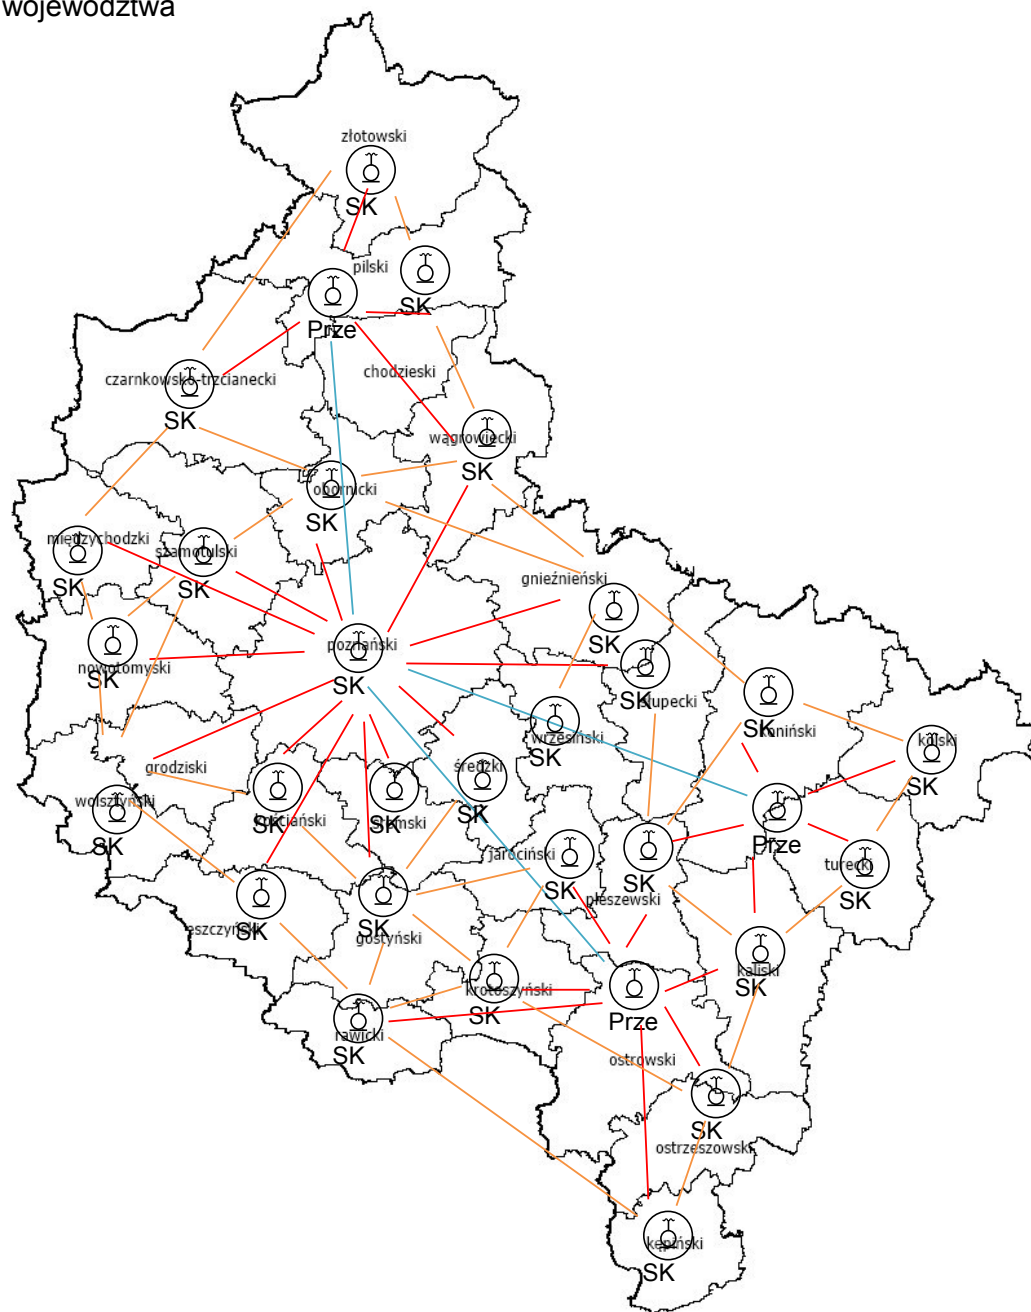 województwa
złotowski
SK
pilski
SK
Prze
chodzieski
czarnkowsko-trzcianecki
SK
wągrowiecki
SK
obornicki
SK
międzychodzki
SK
szamotulski
SK
gnieźnieński
SK
poznański
SK
nowotomyski
SK
słupecki
SK
SK
koniński
wrzesiński
SK
kolski
SK
grodziski
średzki
SK
wolsztyński
SK
kościański
SK
śremski
SK
Prze
jarociński
SK
turecki
SK
SK
pleszewski
leszczyński
SK
SK
gostyński
kaliski
SK
krotoszyński
SK
Prze
rawicki
SK
ostrowski
SK
ostrzeszowski
kępiński
SK